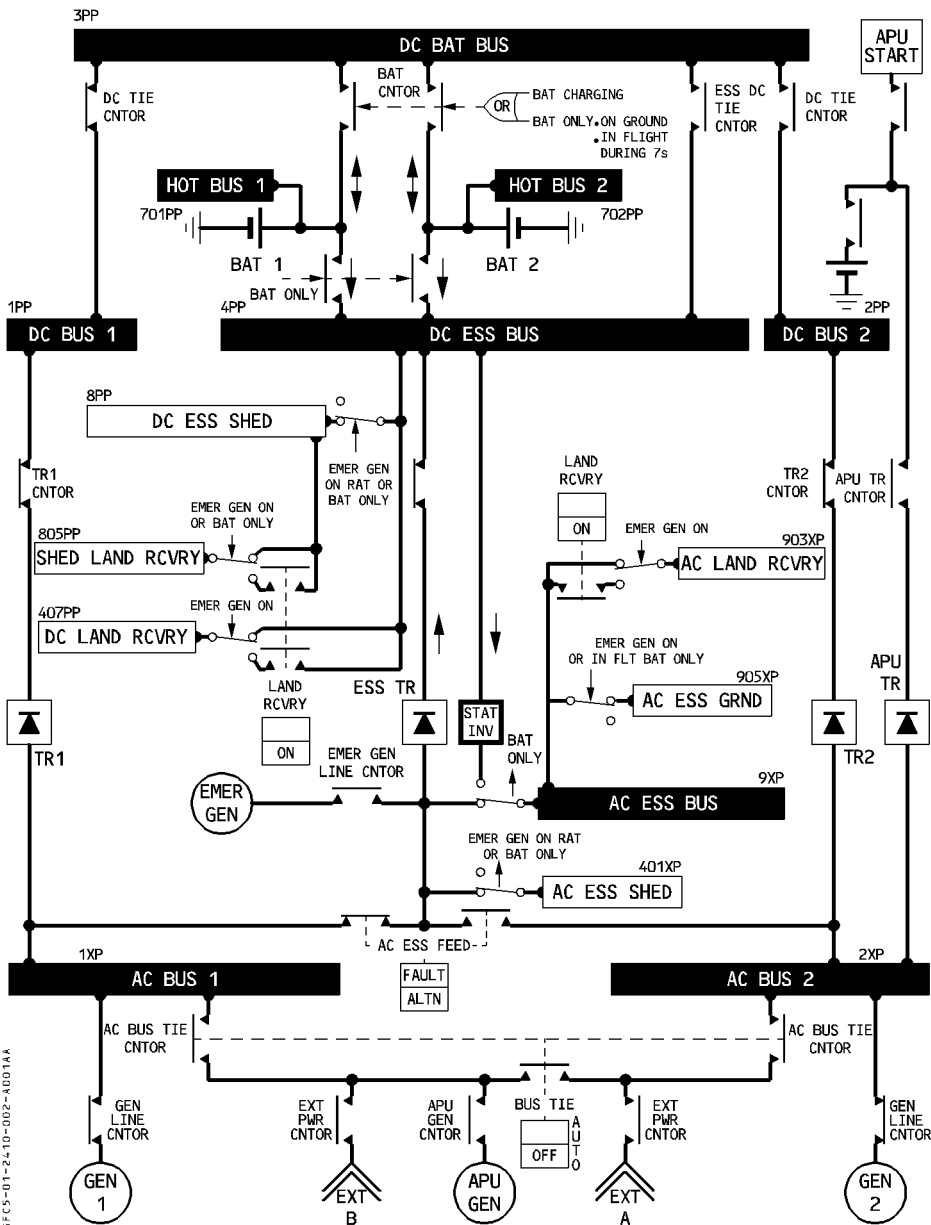 3PP
DC BAT BUS
APU
START
DC TIE
CNTOR
BAT
CNTOR
OR
BAT CHARGING
BAT ONLY.ON GROUND
.IN FLIGHT
DURING 7s
ESS DC
TIE
CNTOR
DC TIE
CNTOR
HOT BUS 1
HOT BUS 2
701PP
702PP
BAT 1
BAT 2
BAT ONLY
1PP
4PP
2PP
DC BUS 1
DC ESS BUS
DC BUS 2
8PP
DC ESS SHED
EMER GEN
ON RAT OR
BAT ONLY
TR1
CNTOR
LAND
RCVRY
ON
TR2
CNTOR
APU TR
CNTOR
EMER GEN ON
OR BAT ONLY
805PP
SHED LAND RCVRY
EMER GEN ON
903XP
AC LAND RCVRY
407PP
DC LAND RCVRY
EMER GEN ON
EMER GEN ON
OR IN FLT BAT ONLY
905XP
AC ESS GRND
LAND
RCVRY
ON
ESS TR
STAT
INV
APU
TR
TR1
TR2
EMER GEN
LINE CNTOR
BAT
ONLY
9XP
AC ESS BUS
EMER
GEN
EMER GEN ON RAT
OR BAT ONLY
401XP
AC ESS SHED
AC ESS FEED
FAULT
ALTN
1XP
AC BUS 1
2XP
AC BUS 2
AC BUS TIE
CNTOR
AC BUS TIE
CNTOR
GEN
LINE
CNTOR
EXT
PWR
CNTOR
APU
GEN
CNTOR
BUS TIE
OFF
AUTO
EXT
PWR
CNTOR
GEN
LINE
CNTOR
GEN
1
EXT
B
APU
GEN
EXT
A
GEN
2
GFC5-01-2410-002-A001AA